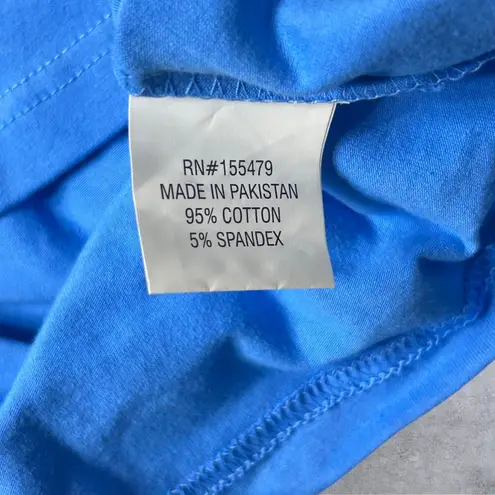 RN#155479
MADE IN PAKISTAN
95% COTTON
5% SPANDEX